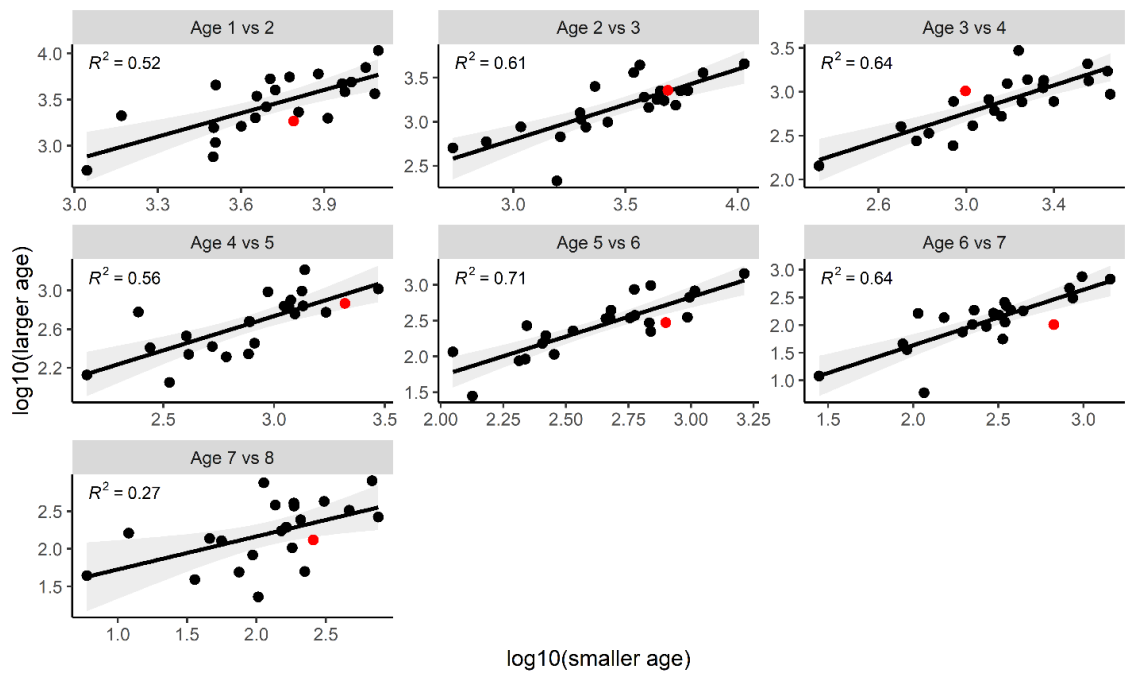 Age 1 vs 2
Age 2 vs 3
Age 3 vs 4
R² = 0.52
R² = 0.61
R² = 0.64
4.0
3.5
3.0
3.5
3.0
2.5
3.5
3.0
2.5
2.0
3.0 3.3 3.6 3.9
3.0 3.5 4.0
2.6 3.0 3.4
Age 4 vs 5
Age 5 vs 6
Age 6 vs 7
R² = 0.56
R² = 0.71
R² = 0.64
3.0
2.6
2.2
3.0
2.5
2.0
1.5
3.0
2.5
2.0
1.5
1.0
2.5 3.0 3.5
2.00 2.25 2.50 2.75 3.00 3.25
1.5 2.0 2.5 3.0
Age 7 vs 8
R² = 0.27
2.5
2.0
1.5
1.0 1.5 2.0 2.5
log10(larger age)
log10(smaller age)